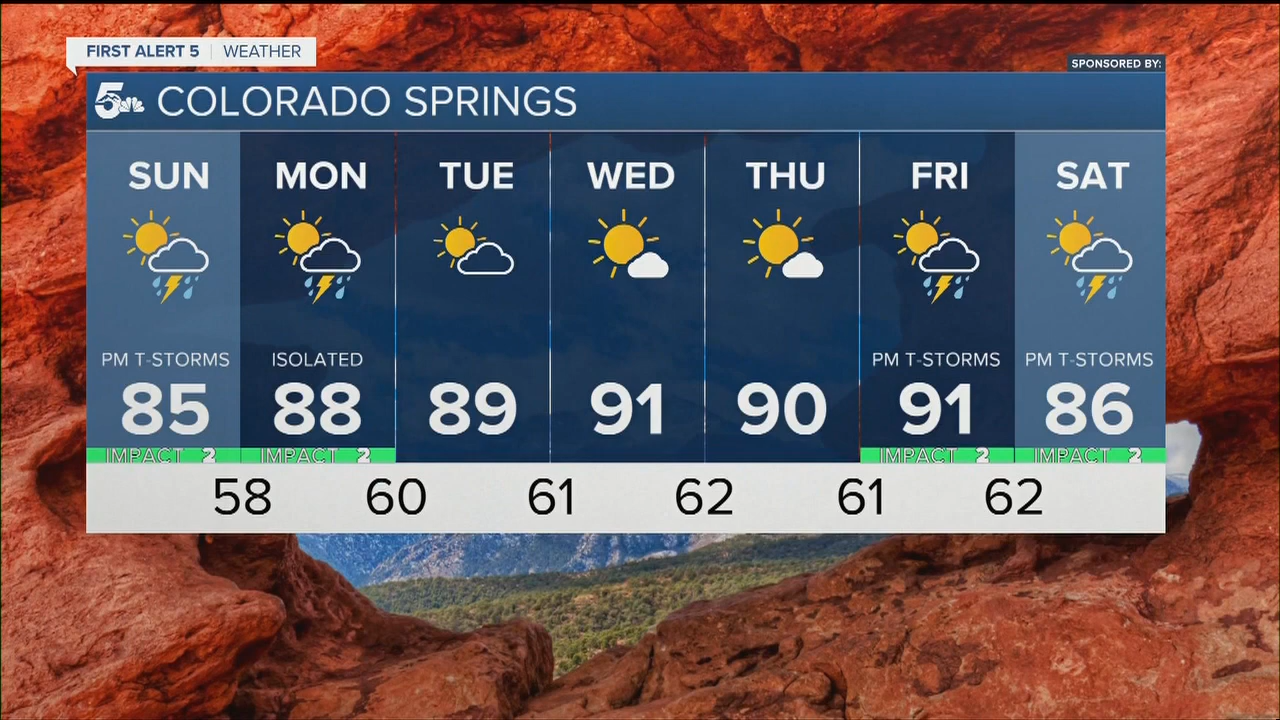 FIRST ALERT 5 | WEATHER
SPONSORED BY:
5 COLORADO SPRINGS
SUN MON TUE WED THU FRI SAT
PM T-STORMS ISOLATED PM T-STORMS PM T-STORMS
85 88 89 91 90 91 86
IMPACT 2 IMPACT 2 IMPACT 2 IMPACT 2
58 60 61 62 61 62